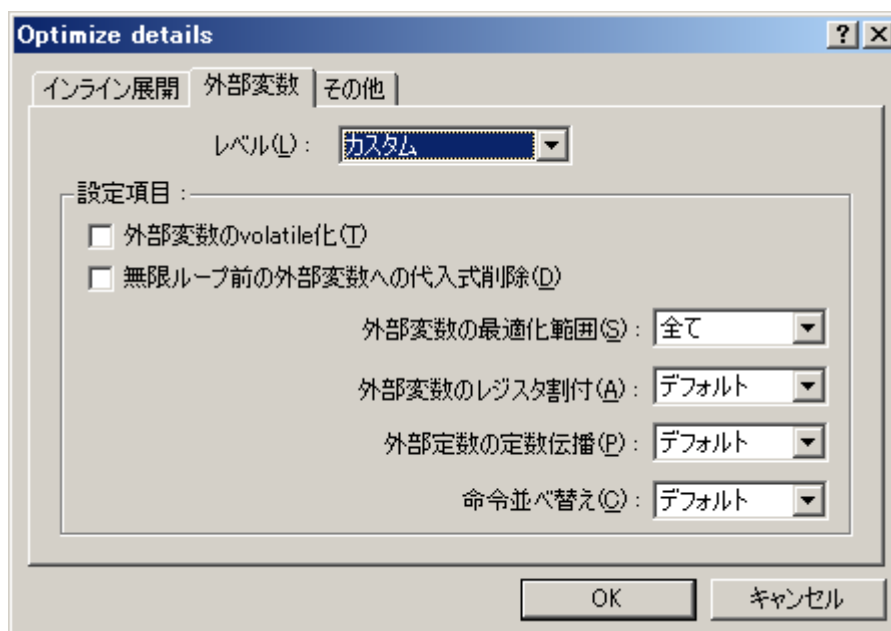 Optimize details
インライン展開 外部変数 その他
レベル(L)： カスタム
設定項目：
外部変数のvolatile化(T)
無限ループ前の外部変数への代入式削除(D)
外部変数の最適化範囲(S)： 全て
外部変数のレジスタ割付(A)： デフォルト
外部定数の定数伝播(P)： デフォルト
命令並べ替え(C)： デフォルト
OK キャンセル